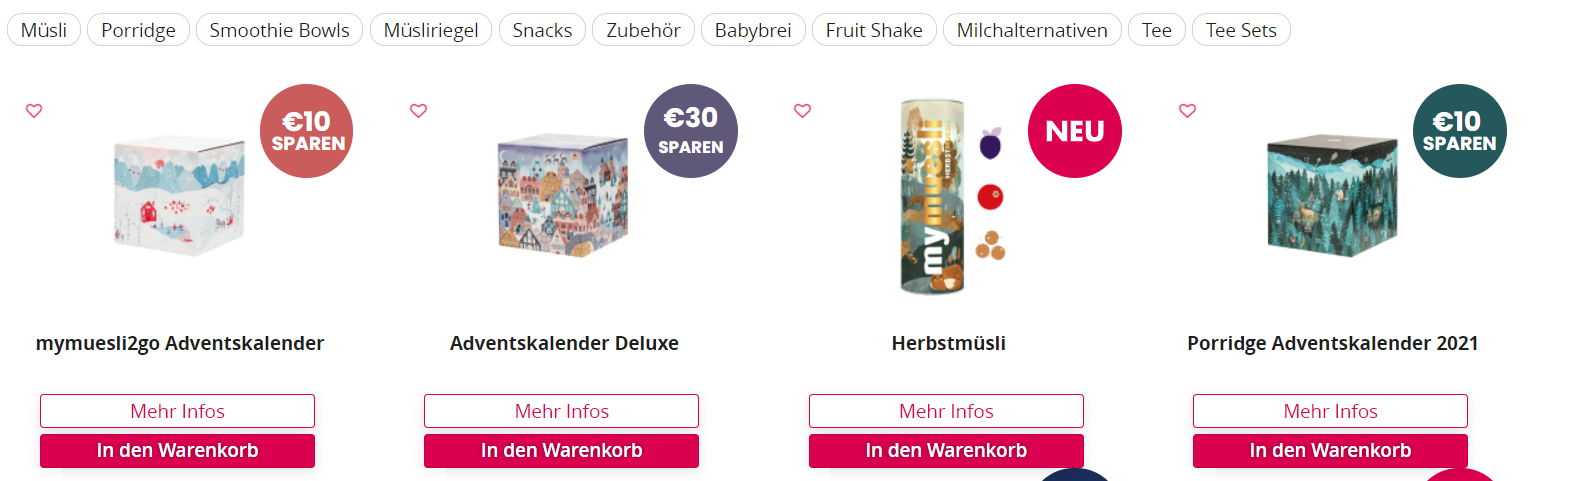 Müsli Porridge Smoothie Bowls Müsliriegel Snacks Zubehör Babybrei Fruit Shake Milchalternativen Tee Tee Sets
€10
SPAREN
€30
SPAREN
mymuesli
HERBST
NEU
€10
SPAREN
mymuesli2go Adventskalender
Adventskalender Deluxe
Herbstmüsli
Porridge Adventskalender 2021
Mehr Infos
Mehr Infos
Mehr Infos
Mehr Infos
In den Warenkorb
In den Warenkorb
In den Warenkorb
In den Warenkorb